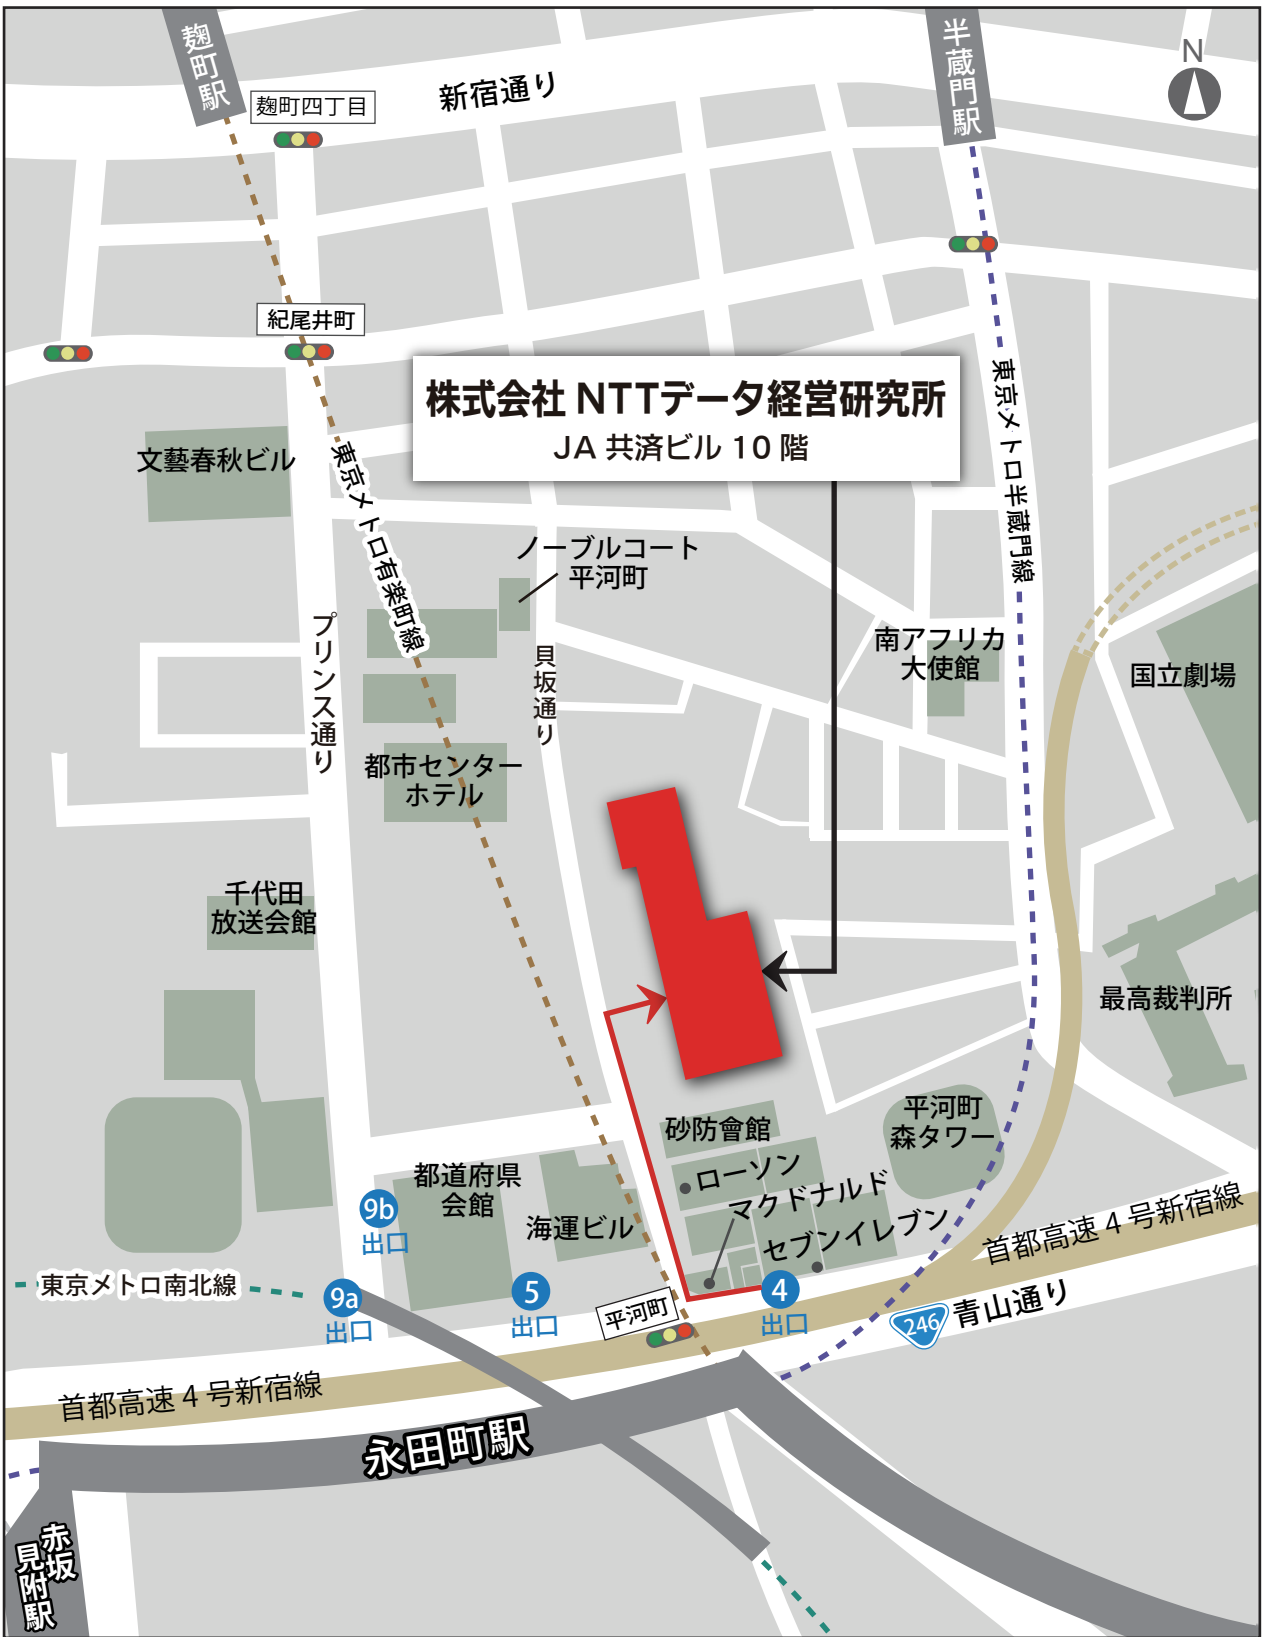 麹町駅
麹町四丁目
新宿通り
半蔵門駅
N
紀尾井町
株式会社 NTTデータ経営研究所
JA 共済ビル 10 階
東京メトロ半蔵門線
文藝春秋ビル
東京メトロ有楽町線
ノーブルコート
平河町
プリンス通り
貝坂通り
南アフリカ
大使館
国立劇場
都市センター
ホテル
千代田
放送会館
最高裁判所
砂防會館
平河町
森タワー
ローソン
マクドナルド
セブンイレブン
都道府県
会館
海運ビル
9b
出口
東京メトロ南北線
9a
出口
5
出口
平河町
4
出口
首都高速 4 号新宿線
246
青山通り
首都高速 4 号新宿線
永田町駅
赤坂
見附駅